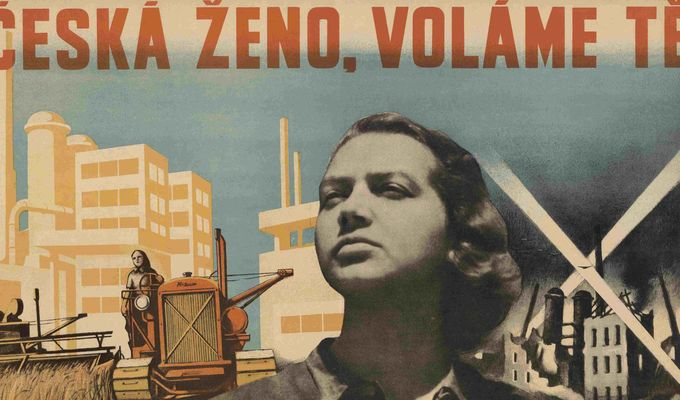 ČESKÁ ŽENO, VOLÁME TĚ